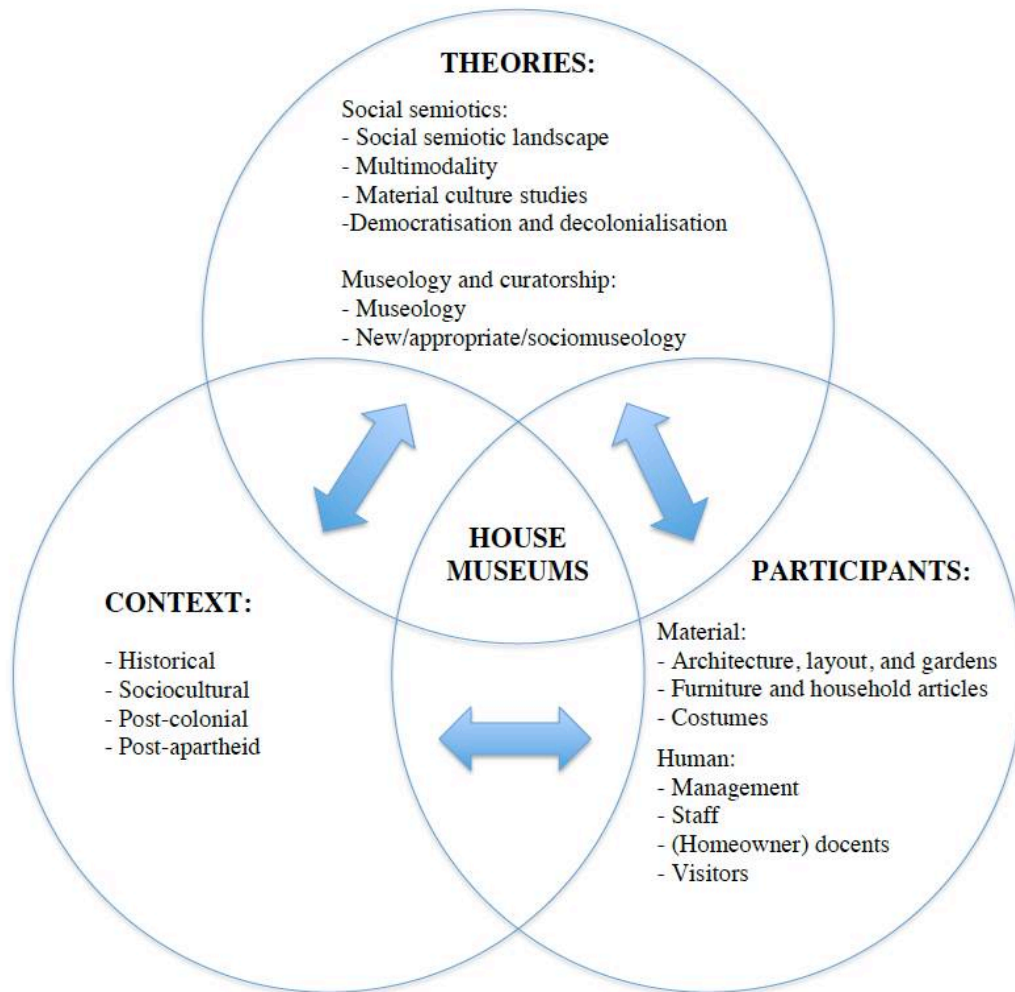 THEORIES:
Social semiotics:
- Social semiotic landscape
- Multimodality
- Material culture studies
-Democratisation and decolonialisation
Museology and curatorship:
- Museology
- New/appropriate/sociomuseology
HOUSE
MUSEUMS
CONTEXT:
- Historical
- Sociocultural
- Post-colonial
- Post-apartheid
PARTICIPANTS:
Material:
- Architecture, layout, and gardens
- Furniture and household articles
- Costumes
Human:
- Management
- Staff
- (Homeowner) docents
- Visitors